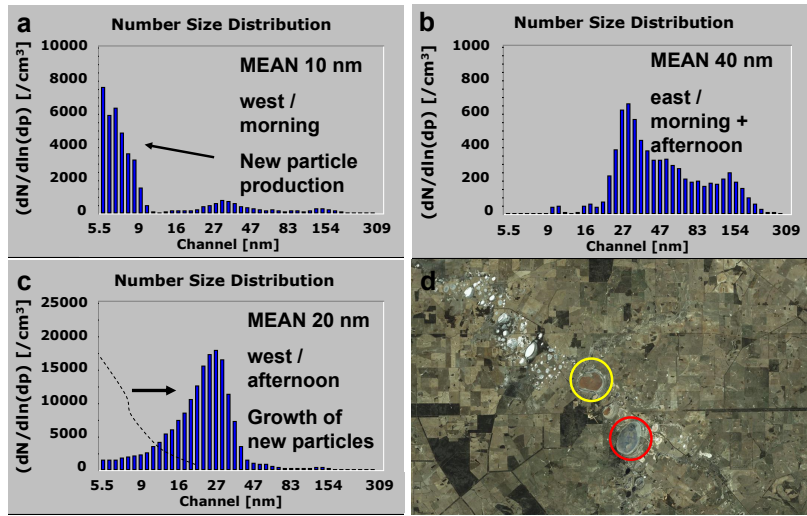 a
Number Size Distribution
(dN/dln(dp) [/cm³]
10000
8000
6000
4000
2000
0
MEAN 10 nm
west /
morning
New particle
production
5.5 9 16 27 47 83 154 309
Channel [nm]
b
Number Size Distribution
(dN/dln(dp) [/cm³]
1000
800
600
400
200
0
MEAN 40 nm
east /
morning +
afternoon
5.5 9 16 27 47 83 154 309
Channel [nm]
c
Number Size Distribution
(dN/dln(dp) [/cm³]
25000
20000
15000
10000
5000
0
MEAN 20 nm
west /
afternoon
Growth of
new particles
5.5 9 16 27 47 83 154 309
Channel [nm]
d